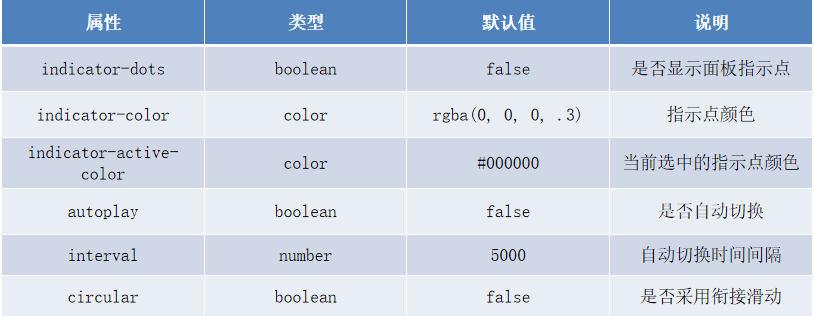 属性 类型 默认值 说明
indicator-dots boolean false 是否显示面板指示点
indicator-color color rgba(0, 0, 0, .3) 指示点颜色
indicator-active-
color color #000000 当前选中的指示点颜色
autoplay boolean false 是否自动切换
interval number 5000 自动切换时间间隔
circular boolean false 是否采用衔接滑动